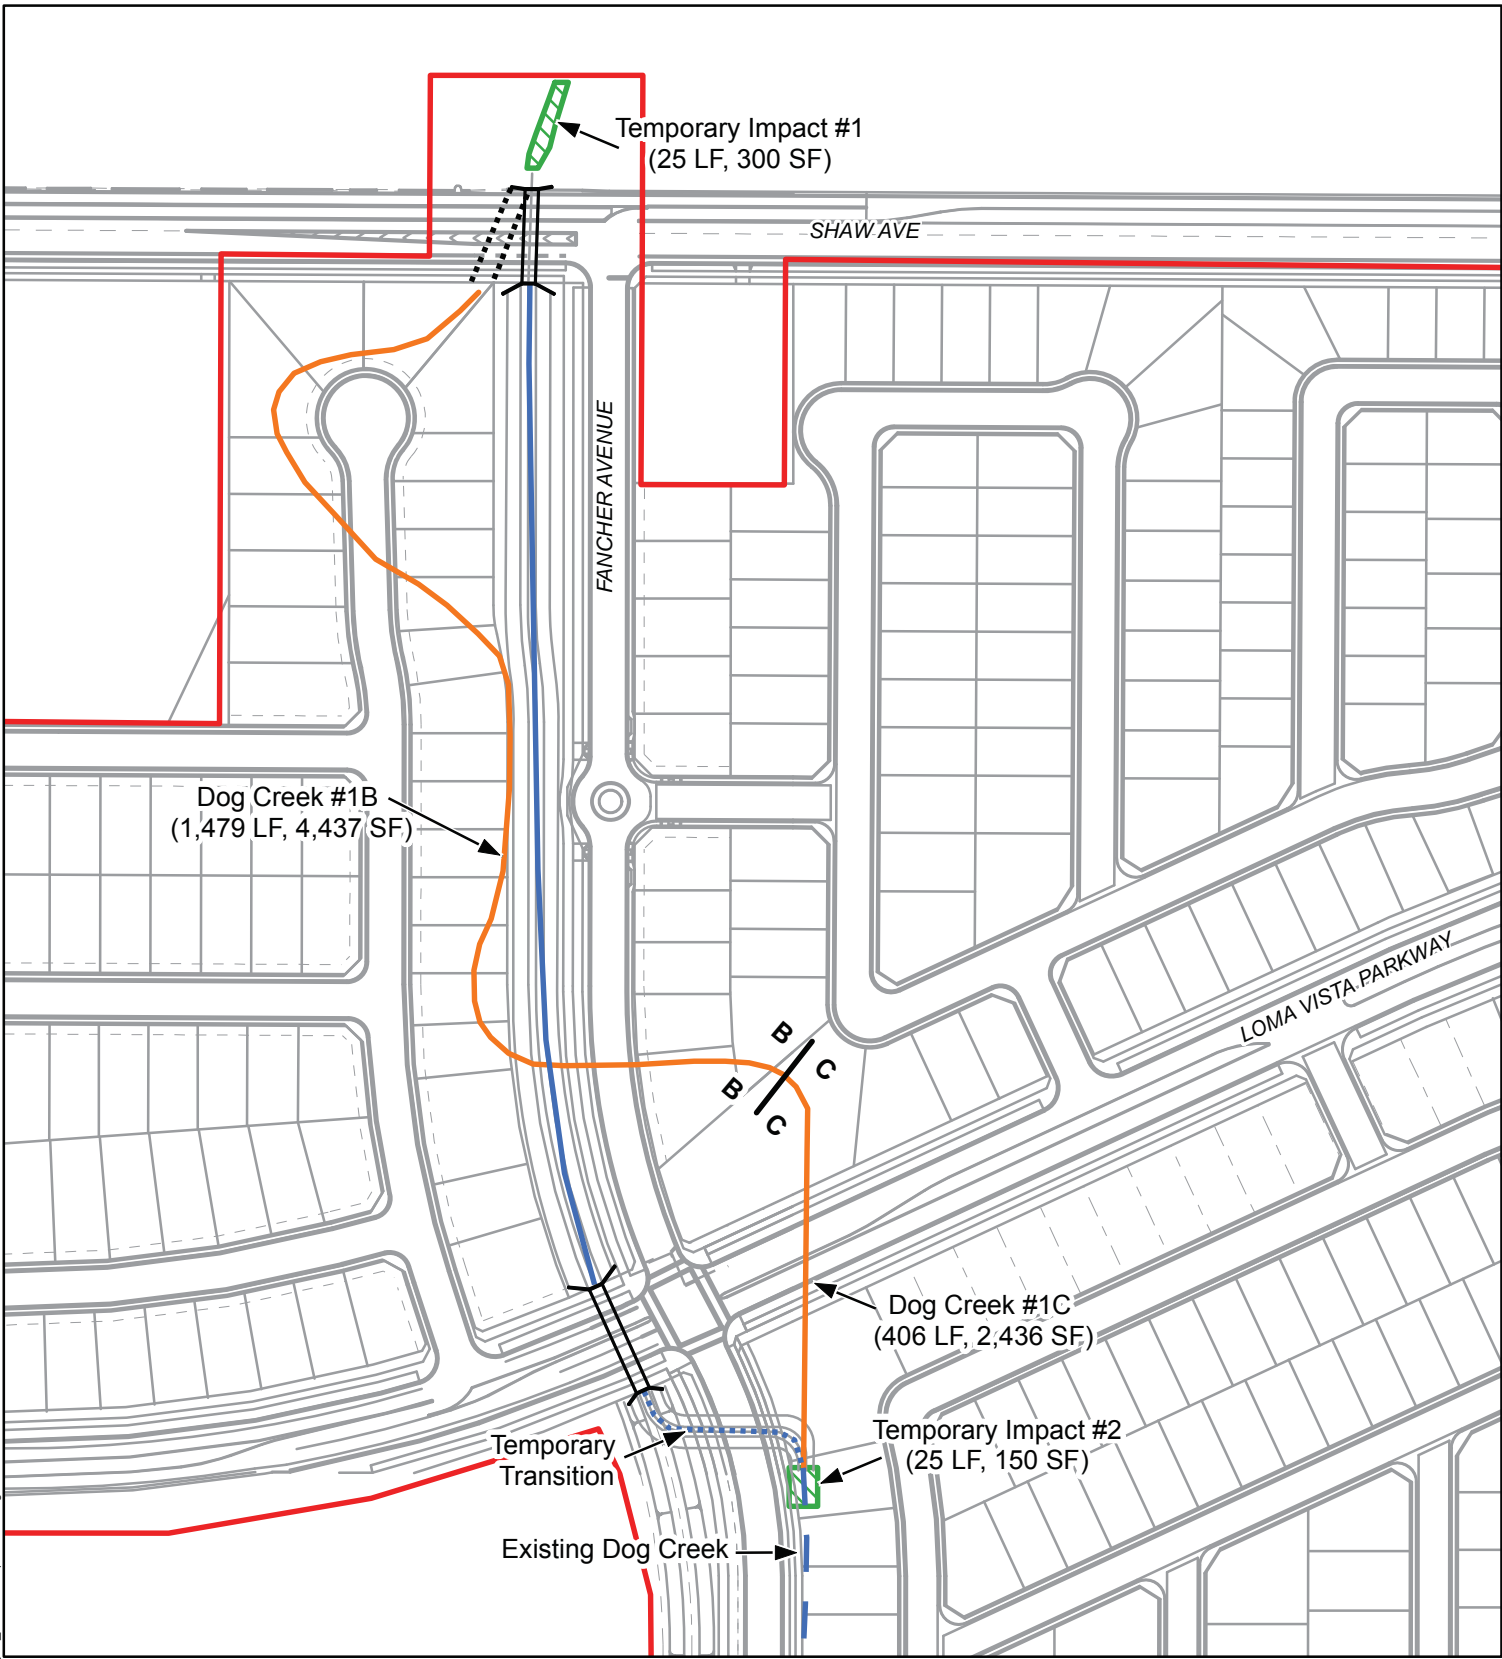 Temporary Impact #1
(25 LF, 300 SF)
SHAW AVE
FANCHER AVENUE
Dog Creek #1B
(1,479 LF, 4,437 SF)
LOMA VISTA PARKWAY
B
C
B
C
Dog Creek #1C
(406 LF, 2,436 SF)
Temporary Impact #2
(25 LF, 150 SF)
Temporary
Transition
Existing Dog Creek